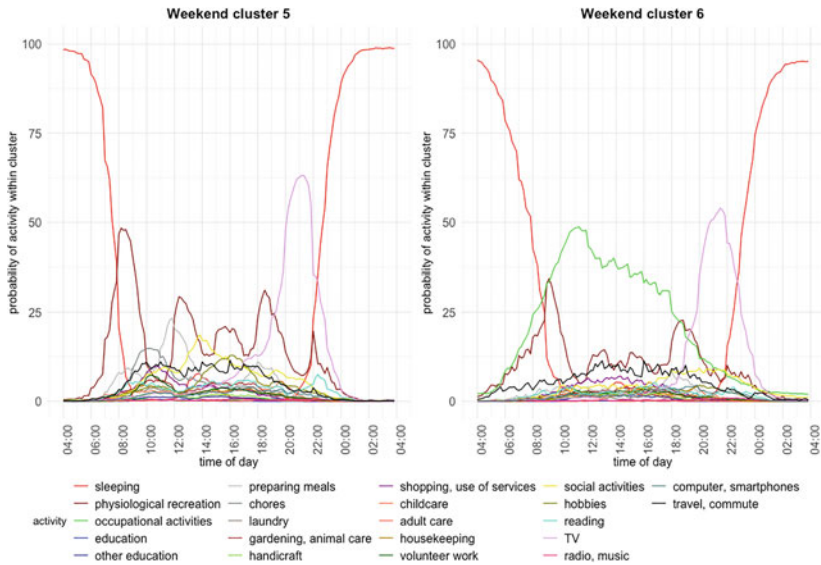 Weekend cluster 5
Weekend cluster 6
probability of activity within cluster
100
75
50
25
0
04:00 06:00 08:00 10:00 12:00 14:00 16:00 18:00 20:00 22:00 00:00 02:00 04:00
time of day
probability of activity within cluster
100
75
50
25
0
04:00 06:00 08:00 10:00 12:00 14:00 16:00 18:00 20:00 22:00 00:00 02:00 04:00
time of day
activity
sleeping
physiological recreation
occupational activities
education
other education
preparing meals
chores
laundry
gardening, animal care
handicraft
shopping, use of services
childcare
adult care
housekeeping
volunteer work
social activities
hobbies
reading
TV
radio, music
computer, smartphones
travel, commute